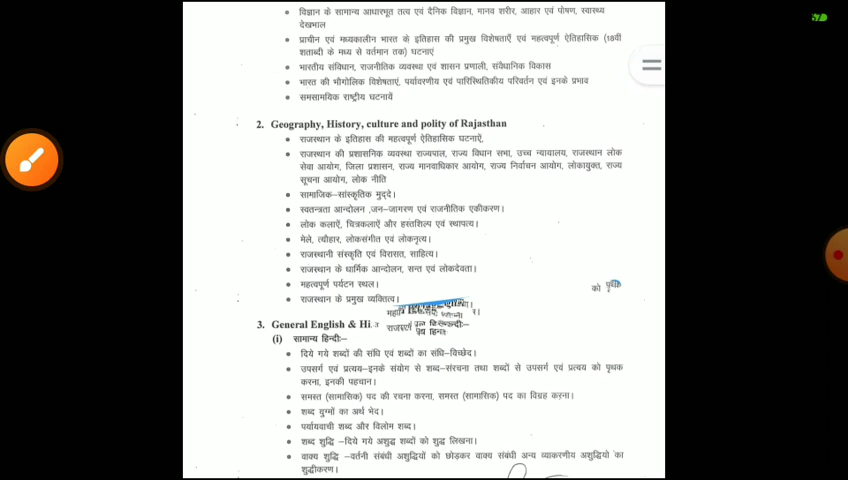 • विज्ञान के सामान्य आधारभूत तत्व एवं दैनिक विज्ञान, मानव शरीर, आहार एवं पोषण, स्वास्थ्य
देखभाल
• प्राचीन एवं मध्यकालीन भारत के इतिहास की प्रमुख विशेषताएँ एवं महत्वपूर्ण ऐतिहासिक (18वीं
शताब्दी के मध्य से वर्तमान तक) घटनाएं
• भारतीय संविधान, राजनीतिक व्यवस्था एवं शासन प्रणाली, संवैधानिक विकास
• भारत की भौगोलिक विशेषताएं, पर्यावरणीय एवं पारिस्थितिकीय परिवर्तन एवं इनके प्रभाव
• समसामयिक राष्ट्रीय घटनायें
2. Geography, History, culture and polity of Rajasthan
• राजस्थान के इतिहास की महत्वपूर्ण ऐतिहासिक घटनाऐं,
• राजस्थान की प्रशासनिक व्यवस्था राज्यपाल, राज्य विधान सभा, उच्च न्यायालय, राजस्थान लोक
सेवा आयोग, जिला प्रशासन, राज्य मानवाधिकार आयोग, राज्य निर्वाचन आयोग, लोकायुक्त, राज्य
सूचना आयोग, लोक नीति
• सामाजिक–सांस्कृतिक मुद्दे।
• स्वतन्त्रता आन्दोलन ,जन–जागरण एवं राजनीतिक एकीकरण।
• लोक कलाऐं, चित्रकलाऐं और हस्तशिल्प एवं स्थापत्य।
• मेले, त्यौहार, लोकसंगीत एवं लोकनृत्य।
• राजस्थानी संस्कृति एवं विरासत, साहित्य।
• राजस्थान के धार्मिक आन्दोलन, सन्त एवं लोकदेवता।
• महत्वपूर्ण पर्यटन स्थल।
को पृथक
• राजस्थान के प्रमुख व्यक्तित्व।
3. General English & Hi
(i) सामान्य हिन्दीः–
• दिये गये शब्दों की संधि एवं शब्दों का संधि–विच्छेद।
• उपसर्ग एवं प्रत्यय–इनके संयोग से शब्द–संरचना तथा शब्दों से उपसर्ग एवं प्रत्यय को पृथक
करना, इनकी पहचान।
• समस्त (सामासिक) पद की रचना करना, समस्त (सामासिक) पद का विग्रह करना।
• शब्द युग्मों का अर्थ भेद।
• पर्यायवाची शब्द और विलोम शब्द।
• शब्द शुद्धि –दिये गये अशुद्ध शब्दों को शुद्ध लिखना।
• वाक्य शुद्धि –वर्तनी संबंधी अशुद्धियों को छोडकर वाक्य संबंधी अन्य व्याकरणीय अशुद्धियो का
शुद्धीकरण।